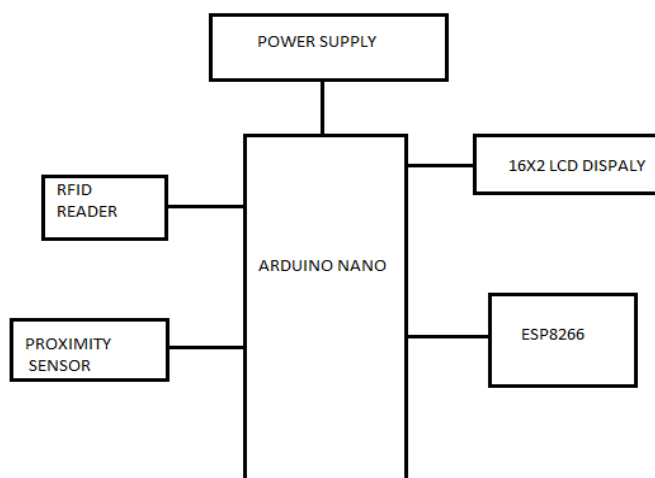 POWER SUPPLY
16X2 LCD DISPALY
RFID
READER
ARDUINO NANO
ESP8266
PROXIMITY
SENSOR